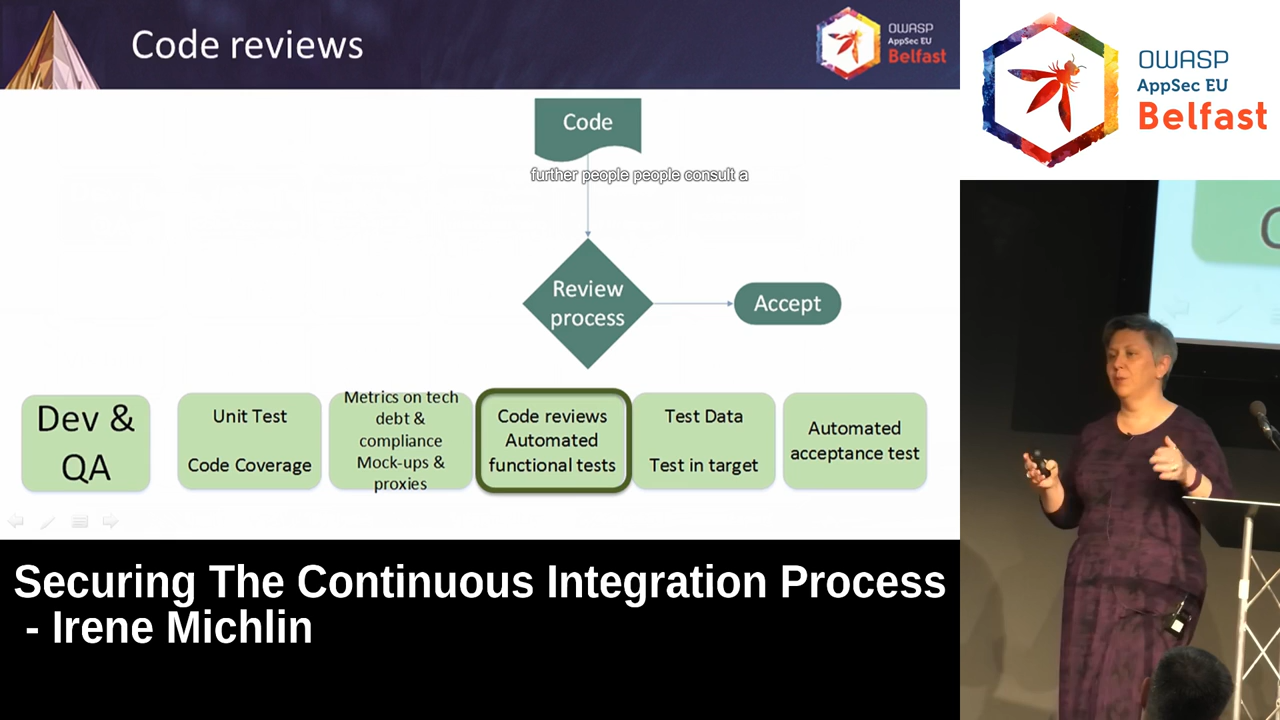 Code reviews
OWASP
AppSec EU
Belfast
OWASP
AppSec EU
Belfast
Code
further people people consult a
Review
process
Accept
Dev &
QA
Unit Test
Code Coverage
Metrics on tech
debt &
compliance
Mock-ups &
proxies
Code reviews
Automated
functional tests
Test Data
Test in target
Automated
acceptance test
Securing The Continuous Integration Process
- Irene Michlin